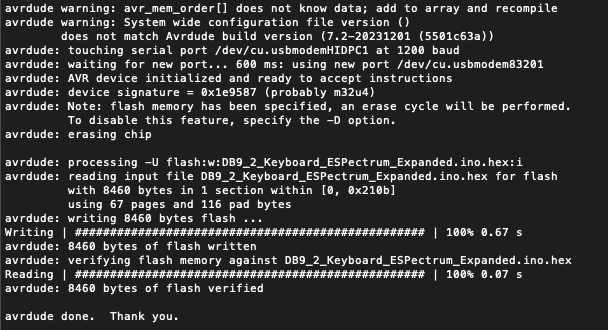 avrdude warning: avr_mem_order[] does not know data; add to array and recompile
avrdude warning: System wide configuration file version ()
does not match Avrdude build version (7.2-20231201 (5501c63a))
avrdude: touching serial port /dev/cu.usbmodemHIDPC1 at 1200 baud
avrdude: waiting for new port... 600 ms: using new port /dev/cu.usbmodem83201
avrdude: AVR device initialized and ready to accept instructions
avrdude: device signature = 0x1e9587 (probably m32u4)
avrdude: Note: flash memory has been specified, an erase cycle will be performed.
To disable this feature, specify the -D option.
avrdude: erasing chip
avrdude: processing -U flash:w:DB9_2_Keyboard_ESPectrum_Expanded.ino.hex:i
avrdude: reading input file DB9_2_Keyboard_ESPectrum_Expanded.ino.hex for flash
with 8460 bytes in 1 section within [0, 0x210b]
using 67 pages and 116 pad bytes
avrdude: writing 8460 bytes flash ...
Writing | ################################################## | 100% 0.67 s
avrdude: 8460 bytes of flash written
avrdude: verifying flash memory against DB9_2_Keyboard_ESPectrum_Expanded.ino.hex
Reading | ################################################## | 100% 0.07 s
avrdude: 8460 bytes of flash verified
avrdude done.  Thank you.